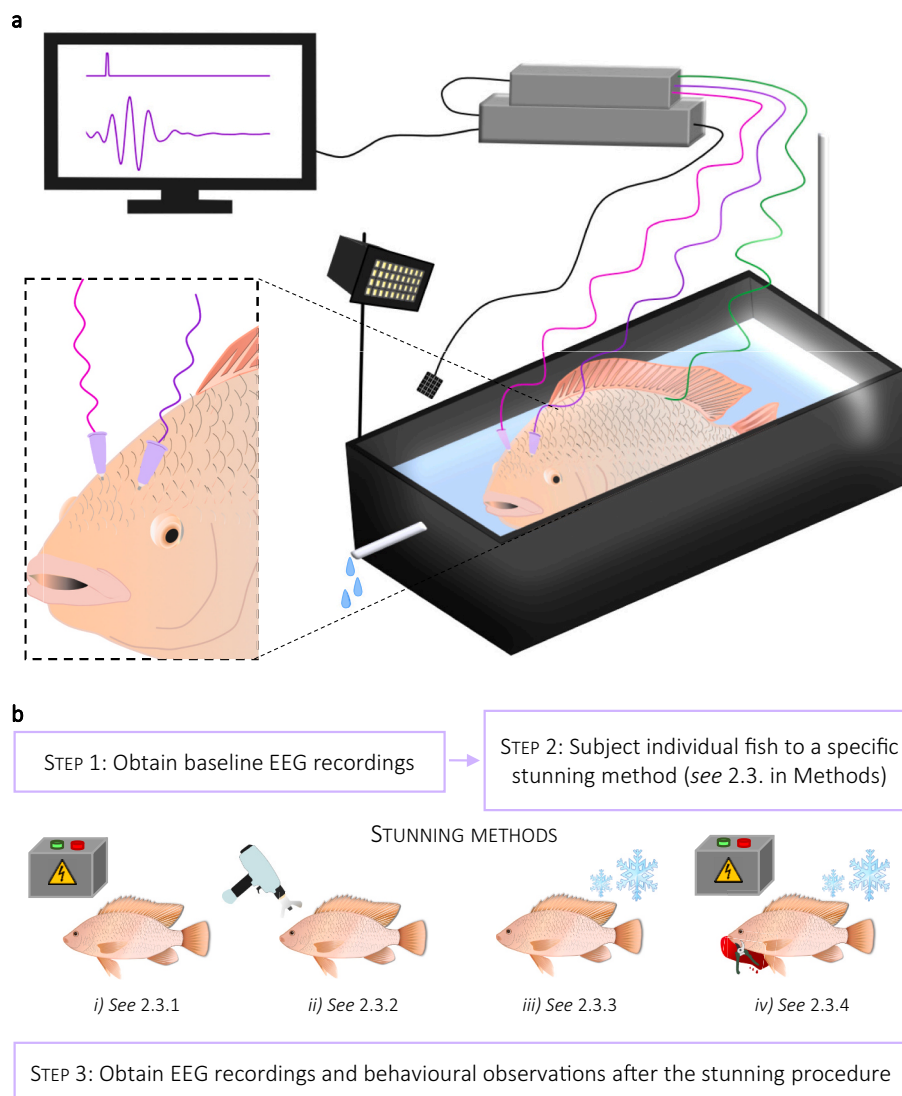 a
b
STEP 1: Obtain baseline EEG recordings
STEP 2: Subject individual fish to a specific
stunning method (see 2.3. in Methods)
STUNNING METHODS
i) See 2.3.1
ii) See 2.3.2
iii) See 2.3.3
iv) See 2.3.4
STEP 3: Obtain EEG recordings and behavioural observations after the stunning procedure